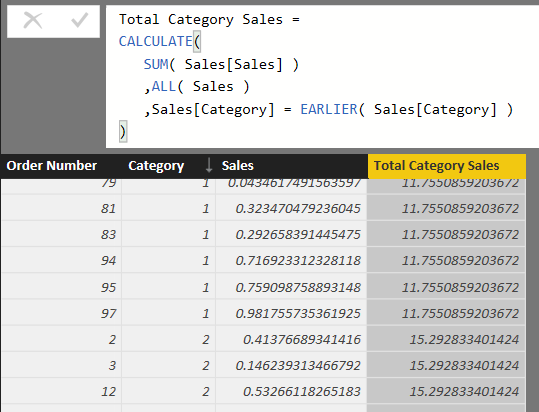 Total Category Sales =
CALCULATE(
SUM( Sales[Sales] )
,ALL( Sales )
,Sales[Category] = EARLIER( Sales[Category] )
)
Order Number Category Sales Total Category Sales
79 1 0.0434617491563597 11.7550859203672
81 1 0.323470479236045 11.7550859203672
83 1 0.292658391445475 11.7550859203672
94 1 0.716923312328118 11.7550859203672
95 1 0.759098758893148 11.7550859203672
97 1 0.981755735361925 11.7550859203672
2 2 0.41376689341416 15.292833401424
3 2 0.146239313466792 15.292833401424
12 2 0.53266118265183 15.292833401424